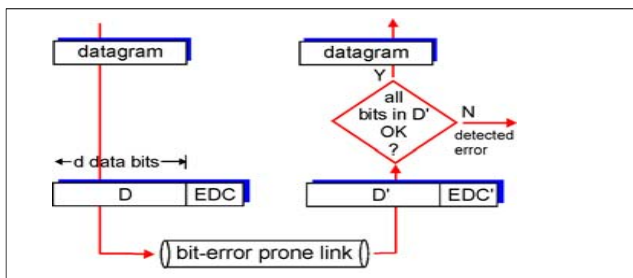 datagram
datagram
Y
all
bits in D'
OK
?
N
detected
error
d data bits
D
EDC
D'
EDC'
bit-error prone link